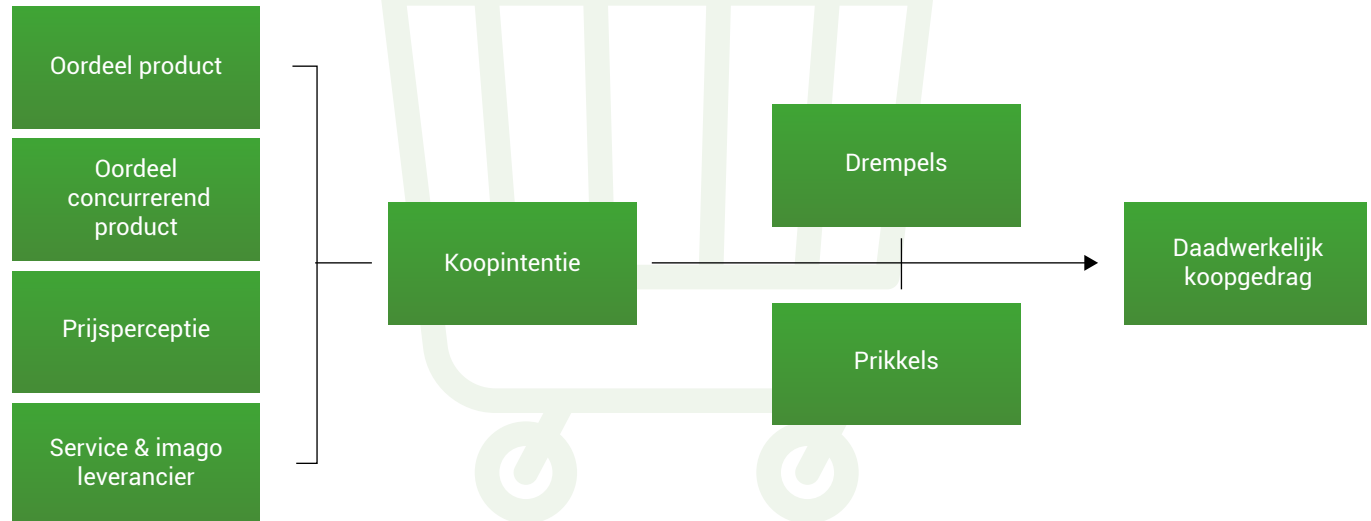 Oordeel product
Oordeel
concurrerend
product
Prijsperceptie
Service & imago
leverancier
Koopintentie
Drempels
Prikkels
Daadwerkelijk
koopgedrag